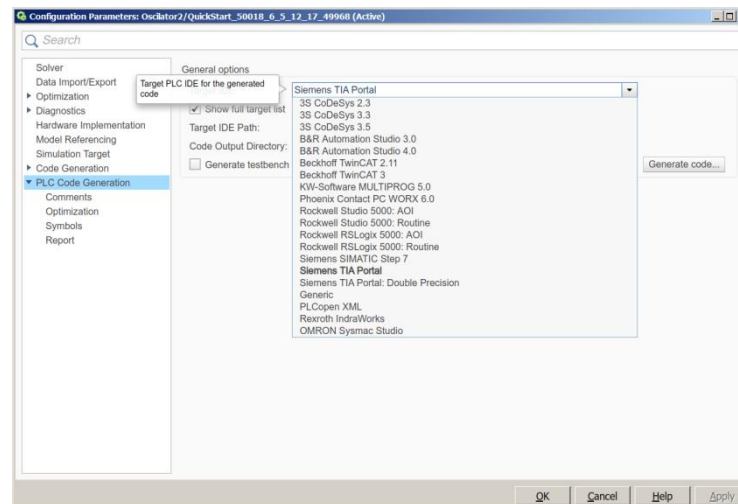 Configuration Parameters: Oscilator2/QuickStart_50018_6_5_12_17_49968 (Active)
Search
Solver
Data Import/Export
Optimization
Diagnostics
Hardware Implementation
Model Referencing
Simulation Target
Code Generation
PLC Code Generation
Comments
Optimization
Symbols
Report
General options
Target PLC IDE for the generated
code
Siemens TIA Portal
Show full target list
Target IDE Path:
Code Output Directory:
Generate testbench
3S CoDeSys 2.3
3S CoDeSys 3.3
3S CoDeSys 3.5
B&R Automation Studio 3.0
B&R Automation Studio 4.0
Beckhoff TwinCAT 2.11
Beckhoff TwinCAT 3
KW-Software MULTIPROG 5.0
Phoenix Contact PC WORX 6.0
Rockwell Studio 5000: AOI
Rockwell Studio 5000: Routine
Rockwell RSLogix 5000: AOI
Rockwell RSLogix 5000: Routine
Siemens SIMATIC Step 7
Siemens TIA Portal
Siemens TIA Portal: Double Precision
Generic
PLCopen XML
Rexroth IndraWorks
OMRON Sysmac Studio
Generate code...
OK
Cancel
Help
Apply